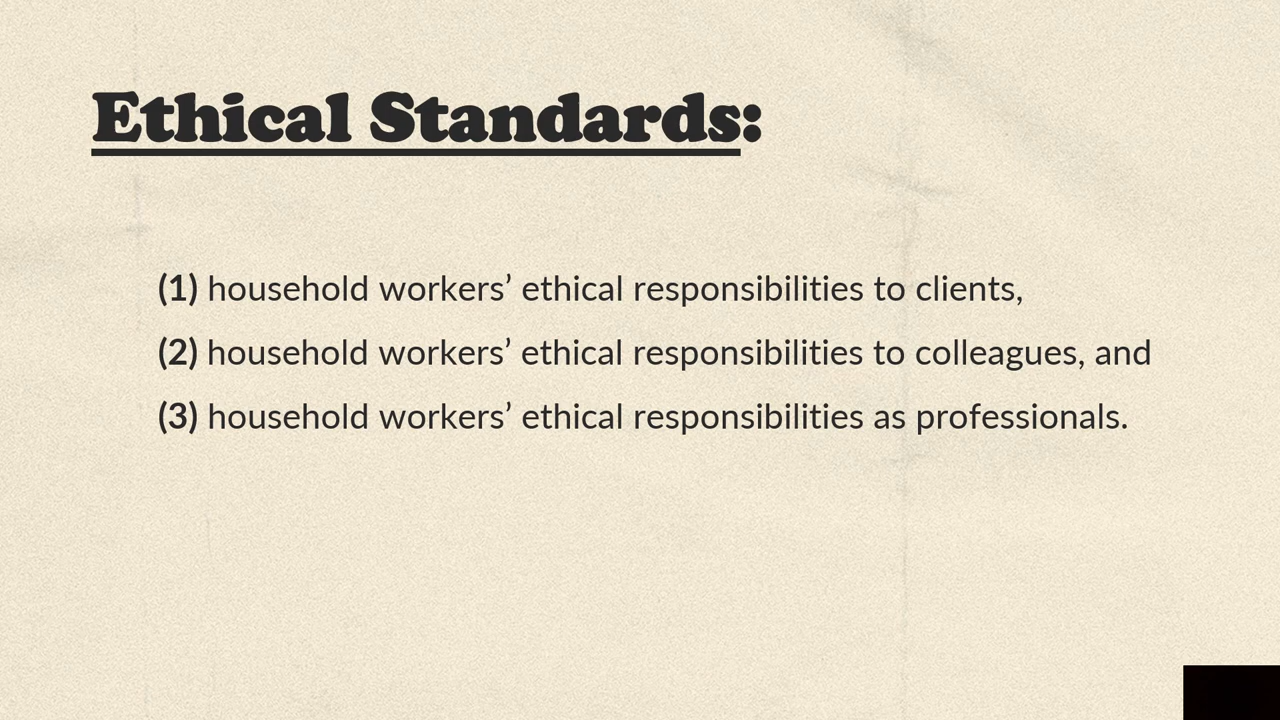 Ethical Standards:
(1) household workers’ ethical responsibilities to clients,
(2) household workers’ ethical responsibilities to colleagues, and
(3) household workers’ ethical responsibilities as professionals.